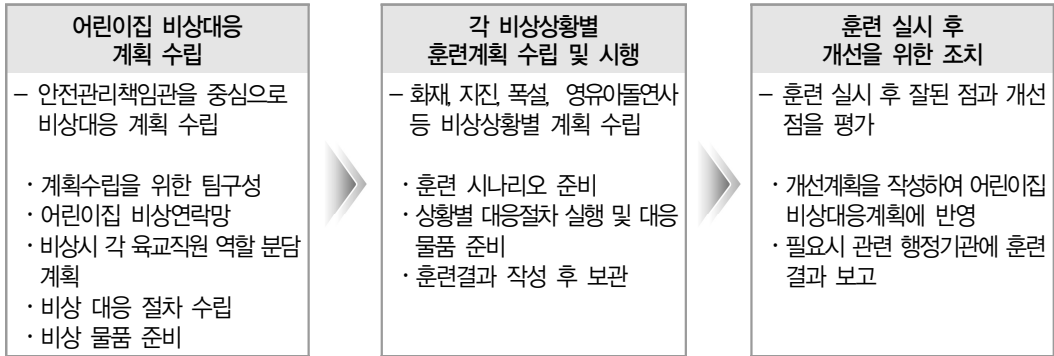 어린이집 비상대응
계획 수립
– 안전관리책임관을 중심으로
비상대응 계획 수립
· 계획수립을 위한 팀구성
· 어린이집 비상연락망
· 비상시 각 육교직원 역할 분담
계획
· 비상 대응 절차 수립
· 비상 물품 준비
각 비상상황별
훈련계획 수립 및 시행
– 화재, 지진, 폭설, 영유아돌연사
등 비상상황별 계획 수립
· 훈련 시나리오 준비
· 상황별 대응절차 실행 및 대응
물품 준비
· 훈련결과 작성 후 보관
훈련 실시 후
개선을 위한 조치
– 훈련 실시 후 잘된 점과 개선
점을 평가
· 개선계획을 작성하여 어린이집
비상대응계획에 반영
· 필요시 관련 행정기관에 훈련
결과 보고